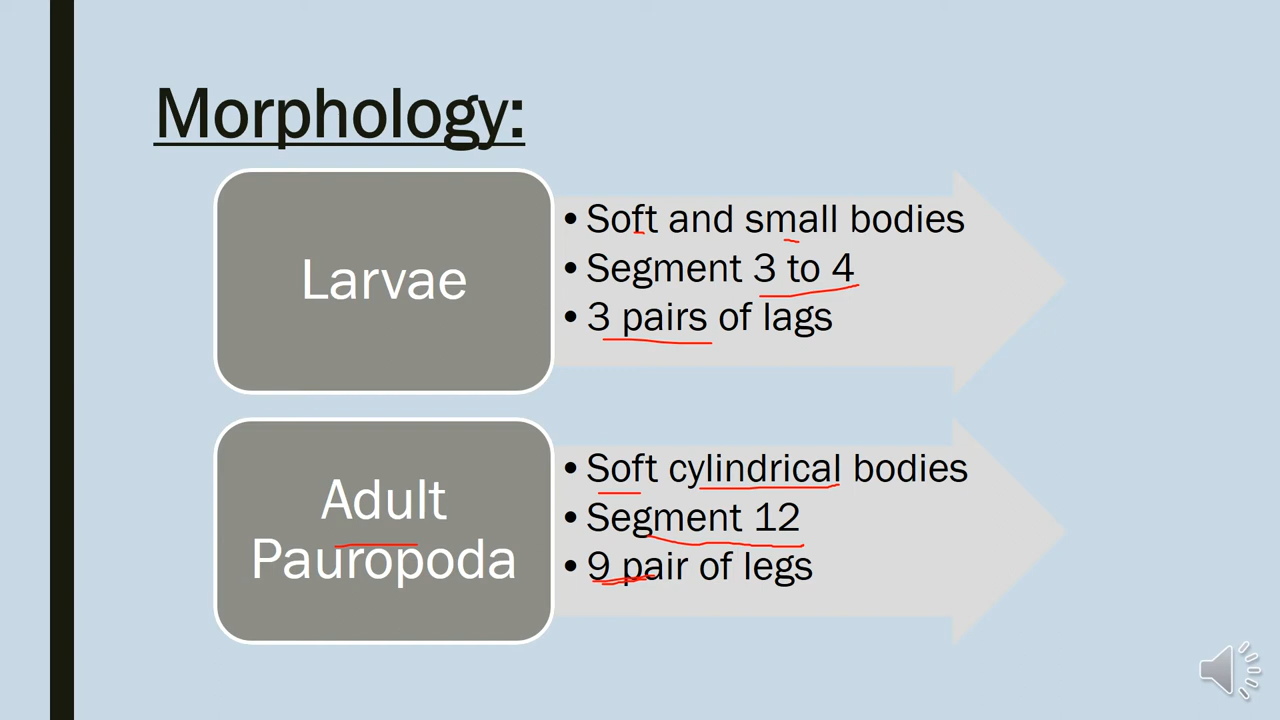 Morphology:
Larvae
• Soft and small bodies
• Segment 3 to 4
• 3 pairs of lags
Adult
Pauropoda
• Soft cylindrical bodies
• Segment 12
• 9 pair of legs